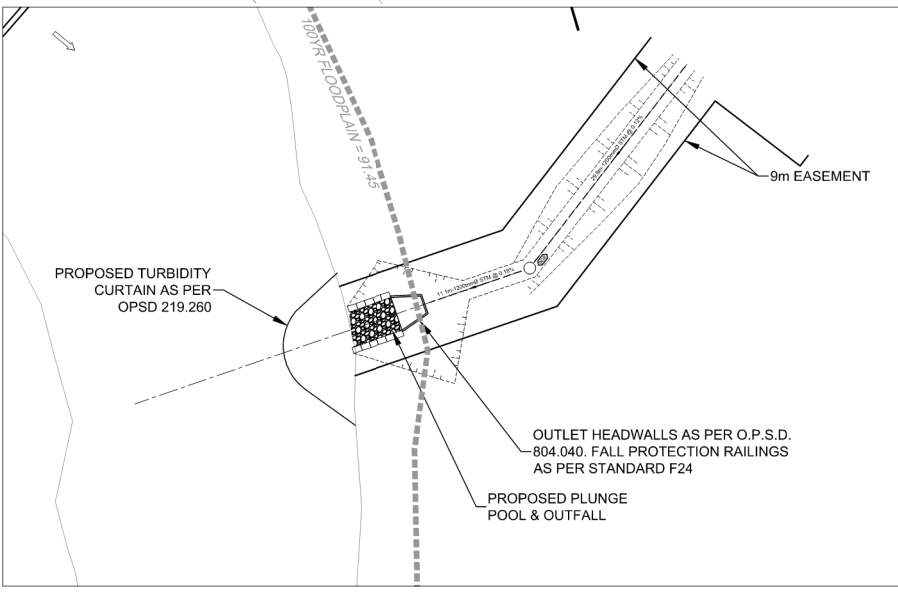 100YR FLOODPLAIN = 91.45
9m EASEMENT
PROPOSED TURBIDITY
CURTAIN AS PER
OPSD 219.260
11.1m-1200mmØ STM @ 0.18%
OUTLET HEADWALLS AS PER O.P.S.D.
804.040. FALL PROTECTION RAILINGS
AS PER STANDARD F24
PROPOSED PLUNGE
POOL & OUTFALL